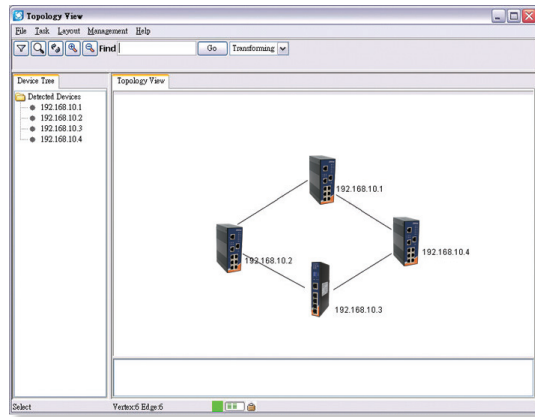 Topology View
File Task Layout Management Help
Find Go Transforming
Device Tree
Topology View
Detected Devices
192.168.10.1
192.168.10.2
192.168.10.3
192.168.10.4
192.168.10.1
192.168.10.2
192.168.10.4
192.168.10.3
Select
Vertex:6 Edge:6